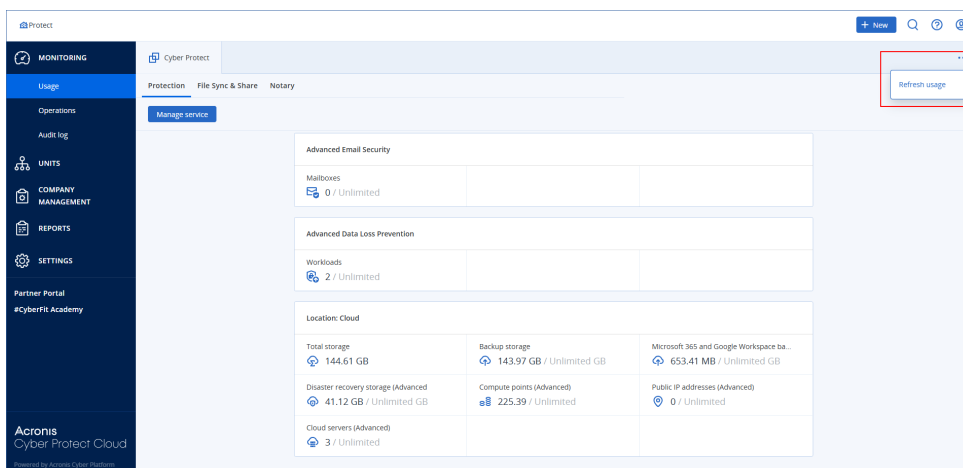 Protect
+ New
MONITORING
Cyber Protect
Usage
Refresh usage
Protection File Sync & Share Notary
Operations
Manage service
Audit log
UNITS
COMPANY
MANAGEMENT
REPORTS
SETTINGS
Partner Portal
#CyberFit Academy
Acronis
Cyber Protect Cloud
Powered by Acronis Cyber Platform
Advanced Email Security
Mailboxes
0 / Unlimited
Advanced Data Loss Prevention
Workloads
2 / Unlimited
Location: Cloud
Total storage
144.61 GB
Backup storage
143.97 GB / Unlimited GB
Microsoft 365 and Google Workspace ba...
653.41 MB / Unlimited GB
Disaster recovery storage (Advanced
41.12 GB / Unlimited GB
Compute points (Advanced)
225.39 / Unlimited
Public IP addresses (Advanced)
0 / Unlimited
Cloud servers (Advanced)
3 / Unlimited